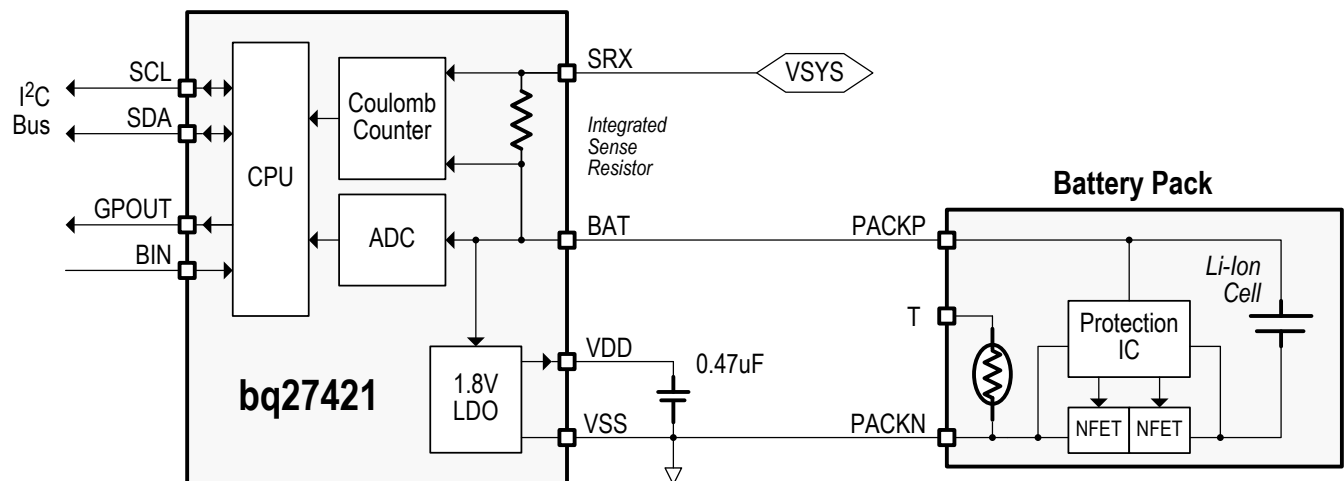 SCL
I²C
Bus
SDA
GPOUT
BIN
CPU
Coulomb
Counter
ADC
1.8V
LDO
bq27421
SRX
VSYS
Integrated
Sense
Resistor
BAT
VDD
0.47uF
VSS
Battery Pack
PACKP
T
PACKN
Protection
IC
Li-Ion
Cell
NFET
NFET